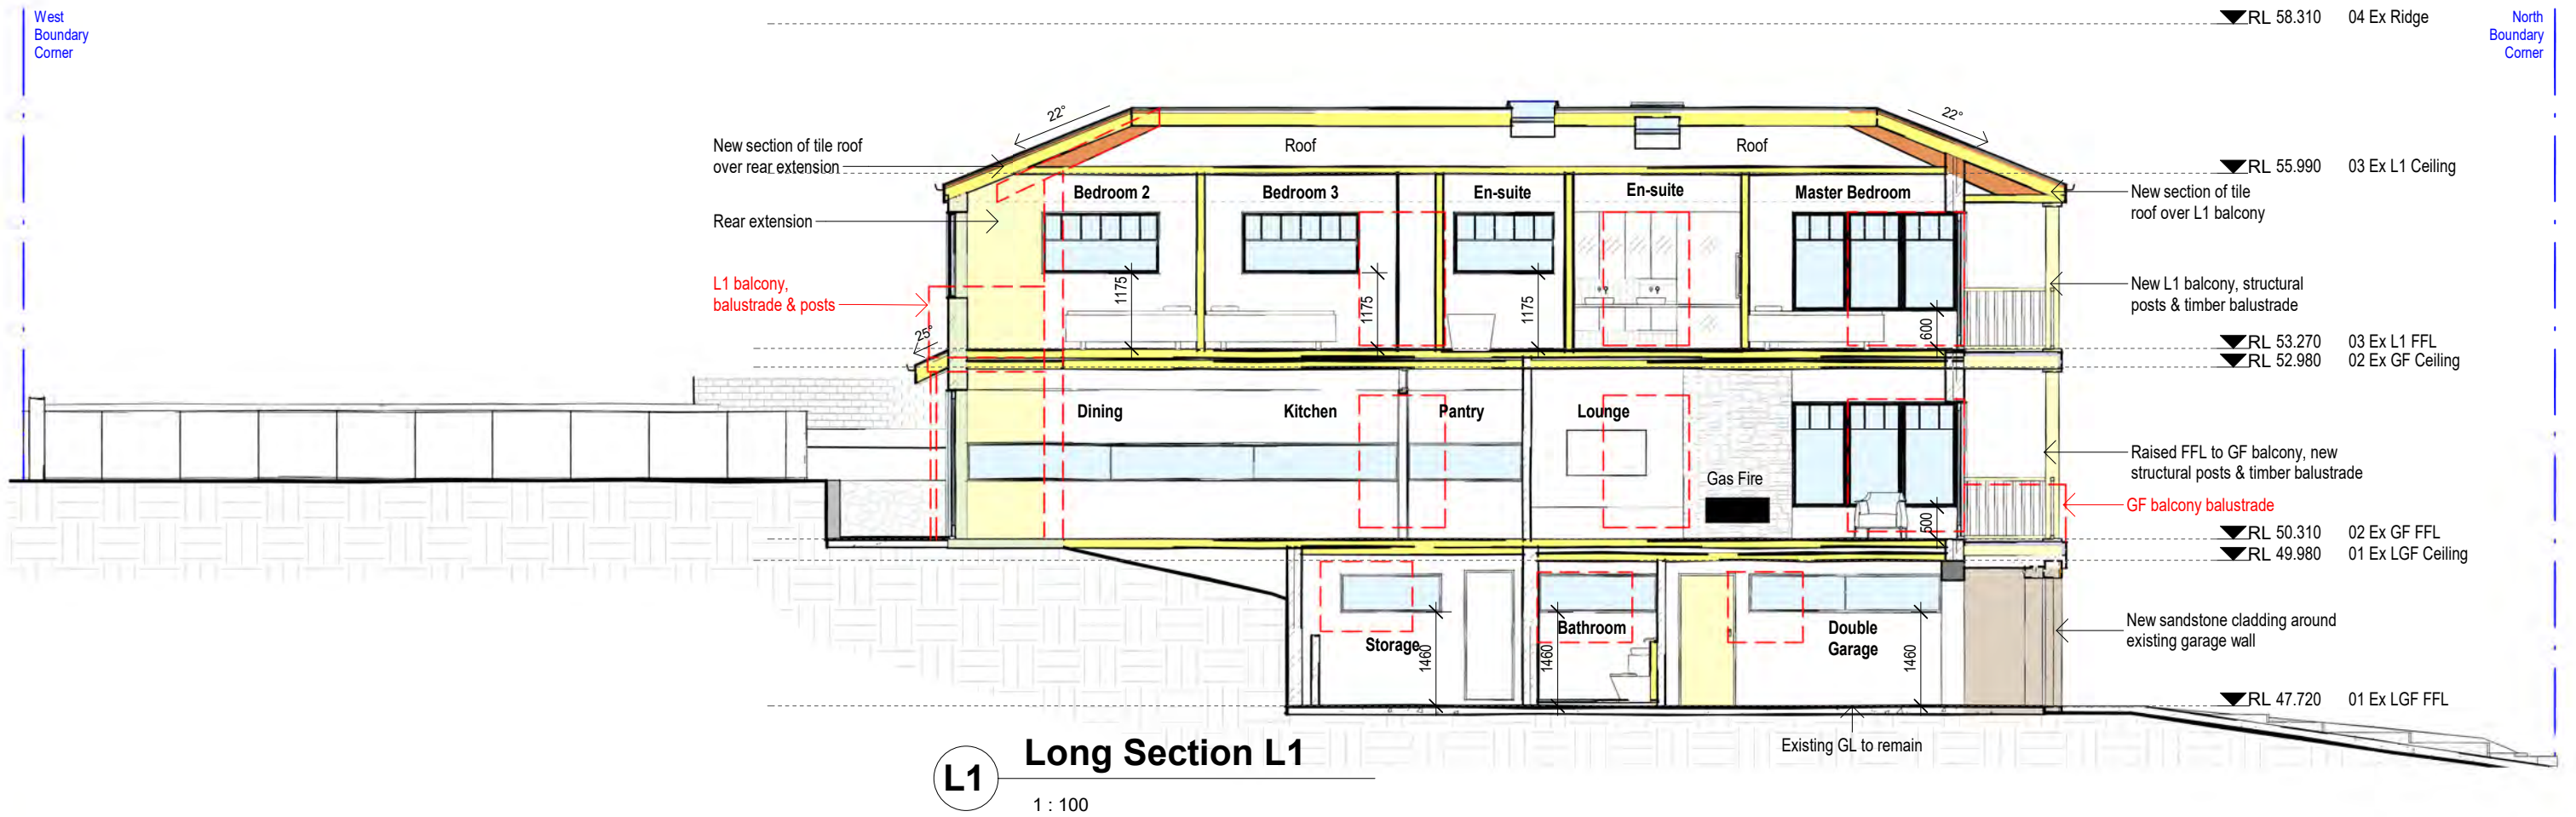 West
Boundary
Corner
RL 58.310 04 Ex Ridge
North
Boundary
Corner
22°
22°
New section of tile roof
over rear extension
Roof
Roof
RL 55.990 03 Ex L1 Ceiling
Bedroom 2
Bedroom 3
En-suite
En-suite
Master Bedroom
New section of tile
roof over L1 balcony
Rear extension
L1 balcony,
balustrade & posts
1175
1175
1175
600
New L1 balcony, structural
posts & timber balustrade
25°
RL 53.270 03 Ex L1 FFL
RL 52.980 02 Ex GF Ceiling
Dining
Kitchen
Pantry
Lounge
Gas Fire
500
Raised FFL to GF balcony, new
structural posts & timber balustrade
GF balcony balustrade
RL 50.310 02 Ex GF FFL
RL 49.980 01 Ex LGF Ceiling
Storage
1460
Bathroom
1460
Double
Garage
1460
New sandstone cladding around
existing garage wall
RL 47.720 01 Ex LGF FFL
Existing GL to remain
L1
Long Section L1
1 : 100